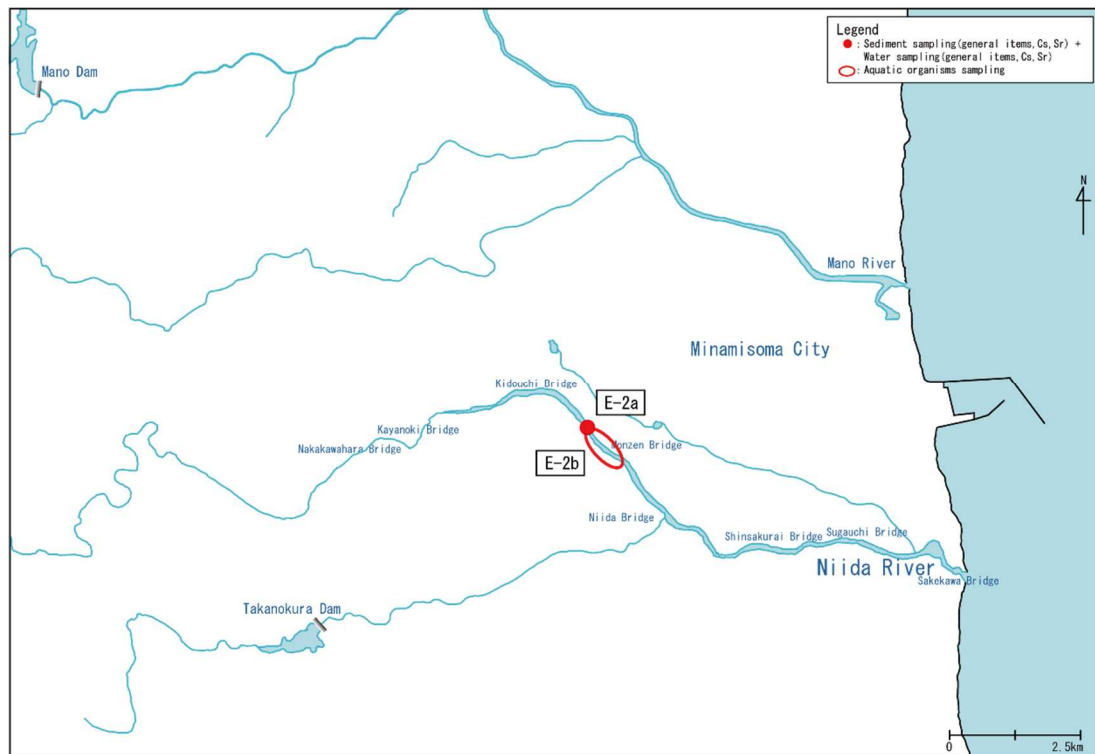 Legend
: Sediment sampling(general items,Cs,Sr) +
Water sampling(general items,Cs,Sr)
: Aquatic organisms sampling
Mano Dam
N
Mano River
Minamisoma City
Kidouchi Bridge
E-2a
Kayanoki Bridge
Nakakawahara Bridge
Monzen Bridge
E-2b
Niida Bridge
Shinsakurai Bridge
Sugauchi Bridge
Niida River
Sakekawa Bridge
Takanokura Dam
0
2.5km